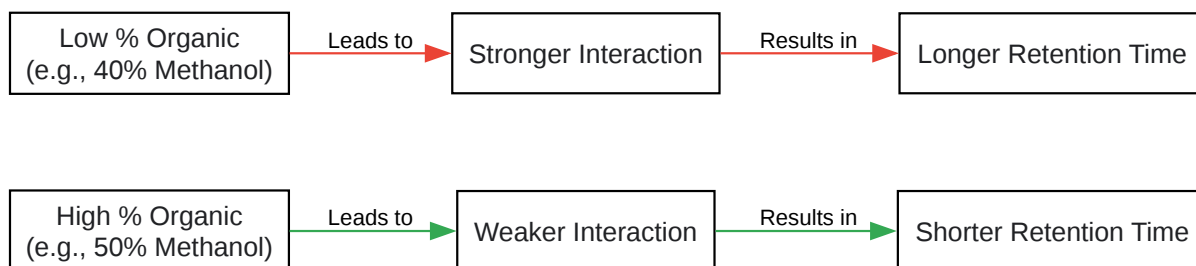 Low % Organic
(e.g., 40% Methanol)
Leads to
Stronger Interaction
Results in
Longer Retention Time
High % Organic
(e.g., 50% Methanol)
Leads to
Weaker Interaction
Results in
Shorter Retention Time